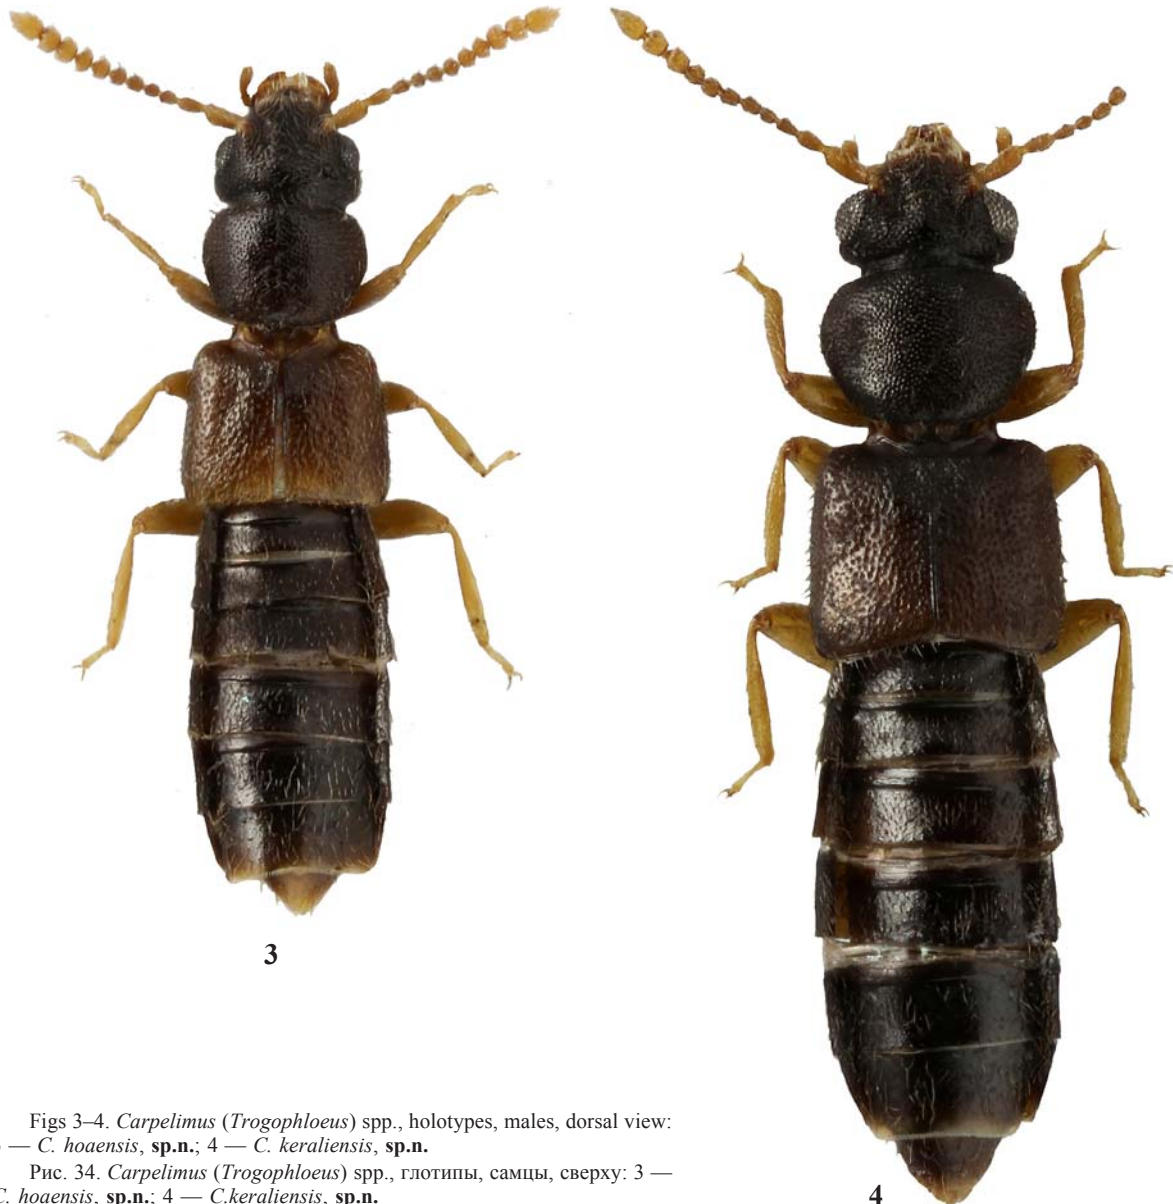 3
4
Figs 3–4. Carpelimus (Trogophloeus) spp., holotypes, males, dorsal view:
— C. hoaensis, sp.n.; 4 — C. keraliensis, sp.n.
Рис. 34. Carpelimus (Trogophloeus) spp., глотипы, самцы, сверху: 3 —
C. hoaensis, sp.n.; 4 — C.keraliensis, sp.n.